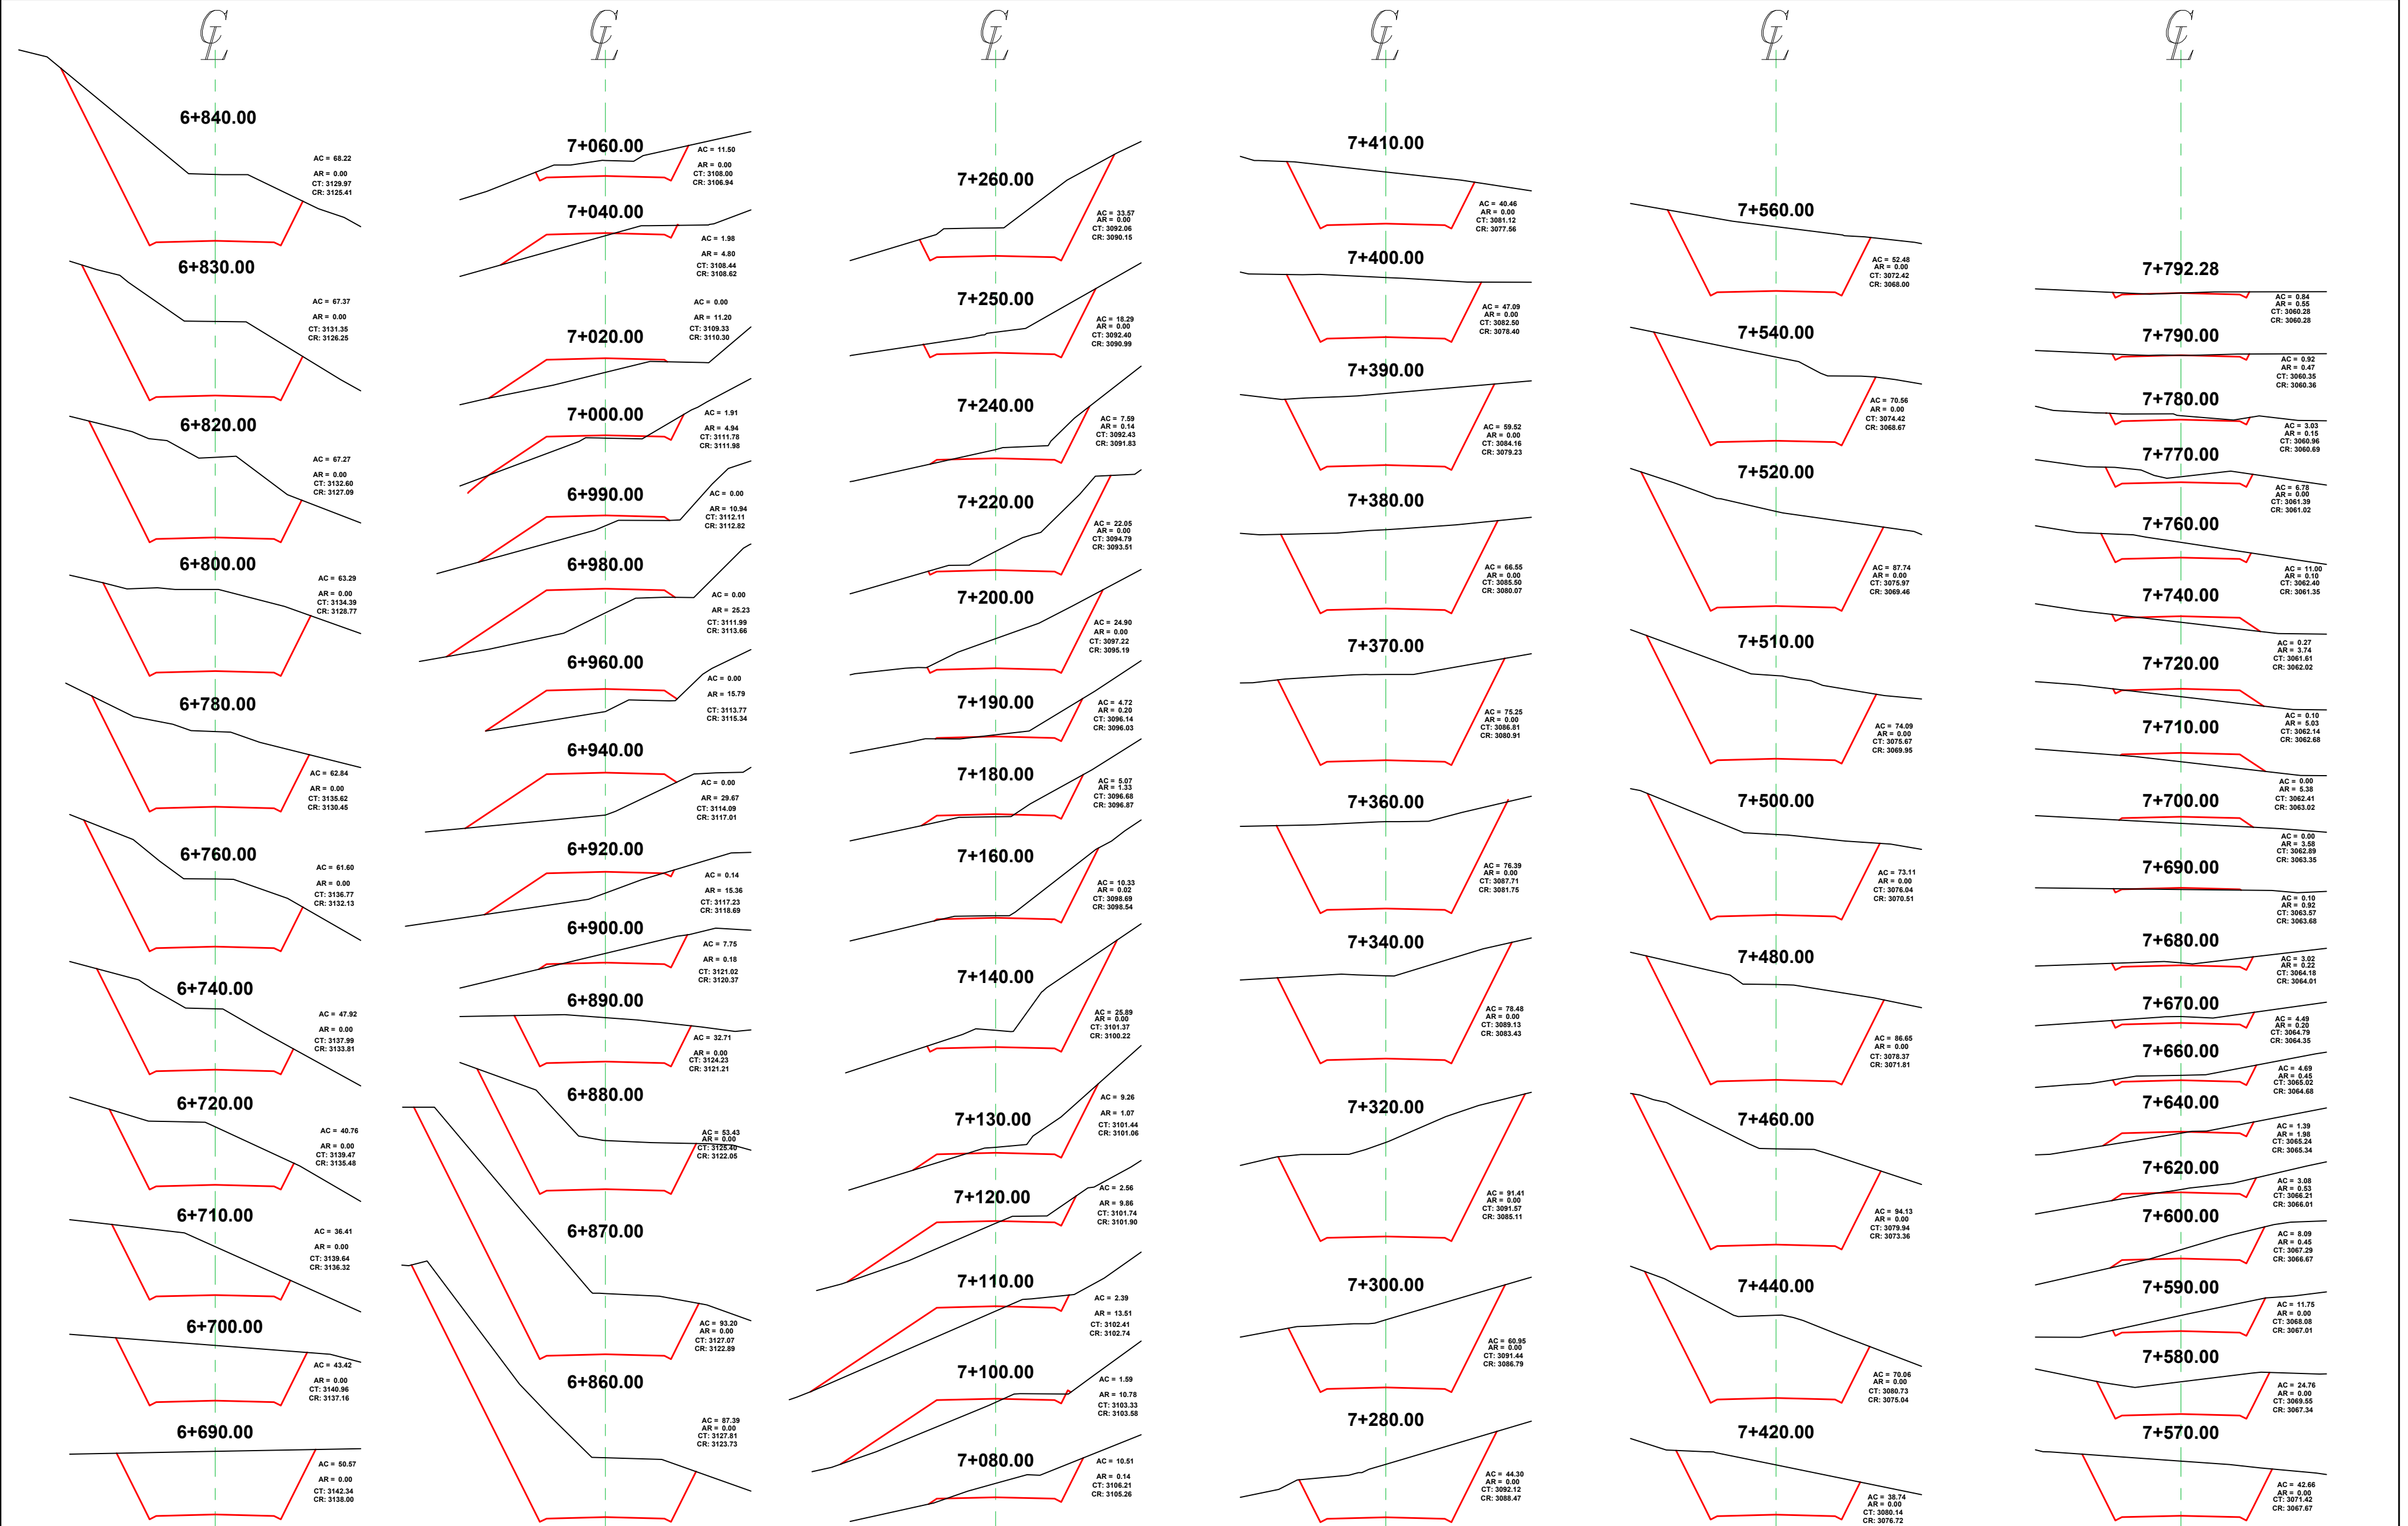 CL
6+840.00
AC = 68.22
AR = 0.00
CT: 3129.97
CR: 3125.41
6+830.00
AC = 67.37
AR = 0.00
CT: 3131.35
CR: 3126.25
6+820.00
AC = 67.27
AR = 0.00
CT: 3132.60
CR: 3127.09
6+800.00
AC = 63.29
AR = 0.00
CT: 3134.39
CR: 3128.77
6+780.00
AC = 62.84
AR = 0.00
CT: 3135.62
CR: 3130.45
6+760.00
AC = 61.60
AR = 0.00
CT: 3136.77
CR: 3132.13
6+740.00
AC = 47.92
AR = 0.00
CT: 3137.99
CR: 3133.81
6+720.00
AC = 40.76
AR = 0.00
CT: 3139.47
CR: 3135.48
6+710.00
AC = 36.41
AR = 0.00
CT: 3139.64
CR: 3136.32
6+700.00
AC = 43.42
AR = 0.00
CT: 3140.96
CR: 3137.16
6+690.00
AC = 50.57
AR = 0.00
CT: 3142.34
CR: 3138.00
CL
7+060.00
AC = 11.50
AR = 0.00
CT: 3108.00
CR: 3106.94
7+040.00
AC = 1.98
AR = 4.80
CT: 3108.44
CR: 3108.62
7+020.00
AC = 0.00
AR = 11.20
CT: 3109.33
CR: 3110.30
7+000.00
AC = 1.91
AR = 4.94
CT: 3111.78
CR: 3111.98
6+990.00
AC = 0.00
AR = 10.94
CT: 3112.11
CR: 3112.82
6+980.00
AC = 0.00
AR = 25.23
CT: 3111.99
CR: 3113.66
6+960.00
AC = 0.00
AR = 15.79
CT: 3113.77
CR: 3115.34
6+940.00
AC = 0.00
AR = 29.67
CT: 3114.09
CR: 3117.01
6+920.00
AC = 0.14
AR = 15.36
CT: 3117.23
CR: 3118.69
6+900.00
AC = 7.75
AR = 0.18
CT: 3121.02
CR: 3120.37
6+890.00
AC = 32.71
AR = 0.00
CT: 3124.23
CR: 3121.21
6+880.00
AC = 53.43
AR = 0.00
CT: 3125.40
CR: 3122.05
6+870.00
AC = 93.20
AR = 0.00
CT: 3127.07
CR: 3122.89
6+860.00
AC = 87.39
AR = 0.00
CT: 3127.81
CR: 3123.73
CL
7+260.00
AC = 33.57
AR = 0.00
CT: 3092.06
CR: 3090.15
7+250.00
AC = 18.29
AR = 0.00
CT: 3092.40
CR: 3090.99
7+240.00
AC = 7.59
AR = 0.14
CT: 3092.43
CR: 3091.83
7+220.00
AC = 22.05
AR = 0.00
CT: 3094.79
CR: 3093.51
7+200.00
AC = 24.90
AR = 0.00
CT: 3097.22
CR: 3095.19
7+190.00
AC = 4.72
AR = 0.20
CT: 3096.14
CR: 3096.03
7+180.00
AC = 5.07
AR = 1.33
CT: 3096.68
CR: 3096.87
7+160.00
AC = 10.33
AR = 0.02
CT: 3098.69
CR: 3098.54
7+140.00
AC = 25.89
AR = 0.00
CT: 3101.37
CR: 3100.22
7+130.00
AC = 9.26
AR = 1.07
CT: 3101.44
CR: 3101.06
7+120.00
AC = 2.56
AR = 9.86
CT: 3101.74
CR: 3101.90
7+110.00
AC = 2.39
AR = 13.51
CT: 3102.41
CR: 3102.74
7+100.00
AC = 1.59
AR = 10.78
CT: 3103.33
CR: 3103.58
7+080.00
AC = 10.51
AR = 0.14
CT: 3106.21
CR: 3105.26
CL
7+410.00
AC = 40.46
AR = 0.00
CT: 3081.12
CR: 3077.56
7+400.00
AC = 47.09
AR = 0.00
CT: 3082.50
CR: 3078.40
7+390.00
AC = 59.52
AR = 0.00
CT: 3084.16
CR: 3079.23
7+380.00
AC = 66.55
AR = 0.00
CT: 3085.50
CR: 3080.07
7+370.00
AC = 75.25
AR = 0.00
CT: 3086.81
CR: 3080.91
7+360.00
AC = 76.39
AR = 0.00
CT: 3087.71
CR: 3081.75
7+340.00
AC = 78.48
AR = 0.00
CT: 3089.13
CR: 3083.43
7+320.00
AC = 91.41
AR = 0.00
CT: 3091.57
CR: 3085.11
7+300.00
AC = 60.95
AR = 0.00
CT: 3091.44
CR: 3086.79
7+280.00
AC = 44.30
AR = 0.00
CT: 3092.12
CR: 3088.47
CL
7+560.00
AC = 52.48
AR = 0.00
CT: 3072.42
CR: 3068.00
7+540.00
AC = 70.56
AR = 0.00
CT: 3074.42
CR: 3068.67
7+520.00
AC = 87.74
AR = 0.00
CT: 3075.97
CR: 3069.46
7+510.00
AC = 74.09
AR = 0.00
CT: 3075.67
CR: 3069.95
7+500.00
AC = 73.11
AR = 0.00
CT: 3076.04
CR: 3070.51
7+480.00
AC = 86.65
AR = 0.00
CT: 3078.37
CR: 3071.81
7+460.00
AC = 94.13
AR = 0.00
CT: 3079.94
CR: 3073.36
7+440.00
AC = 70.06
AR = 0.00
CT: 3080.73
CR: 3075.04
7+420.00
AC = 38.74
AR = 0.00
CT: 3080.14
CR: 3076.72
CL
7+792.28
AC = 0.84
AR = 0.55
CT: 3060.28
CR: 3060.28
7+790.00
AC = 0.92
AR = 0.47
CT: 3060.35
CR: 3060.36
7+780.00
AC = 3.03
AR = 0.15
CT: 3060.96
CR: 3060.69
7+770.00
AC = 6.78
AR = 0.00
CT: 3061.39
CR: 3061.02
7+760.00
AC = 11.00
AR = 0.10
CT: 3062.40
CR: 3061.35
7+740.00
AC = 0.27
AR = 3.74
CT: 3061.61
CR: 3062.02
7+720.00
AC = 0.10
AR = 5.03
CT: 3062.14
CR: 3062.68
7+710.00
AC = 0.00
AR = 5.38
CT: 3062.41
CR: 3063.02
7+700.00
AC = 0.00
AR = 3.58
CT: 3062.89
CR: 3063.35
7+690.00
AC = 0.10
AR = 0.92
CT: 3063.57
CR: 3063.68
7+680.00
AC = 3.02
AR = 0.22
CT: 3064.18
CR: 3064.01
7+670.00
AC = 4.49
AR = 0.20
CT: 3064.79
CR: 3064.35
7+660.00
AC = 4.69
AR = 0.45
CT: 3065.02
CR: 3064.68
7+640.00
AC = 1.39
AR = 1.98
CT: 3065.24
CR: 3065.34
7+620.00
AC = 3.08
AR = 0.53
CT: 3066.21
CR: 3066.01
7+600.00
AC = 8.09
AR = 0.45
CT: 3067.29
CR: 3066.67
7+590.00
AC = 11.75
AR = 0.00
CT: 3068.08
CR: 3067.01
7+580.00
AC = 24.76
AR = 0.00
CT: 3069.55
CR: 3067.34
7+570.00
AC = 42.66
AR = 0.00
CT: 3071.42
CR: 3067.67